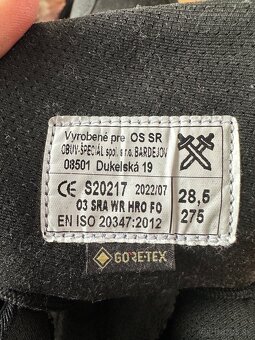 Vyrobené pre OS SR
OBUV-ŠPECIÁL spol. s r.o. BARDEJOV
08501 Dukelská 19
CE S20217 2022/07
03 SRA WR HRO FO
EN ISO 20347:2012
28,5
275
GORE-TEX